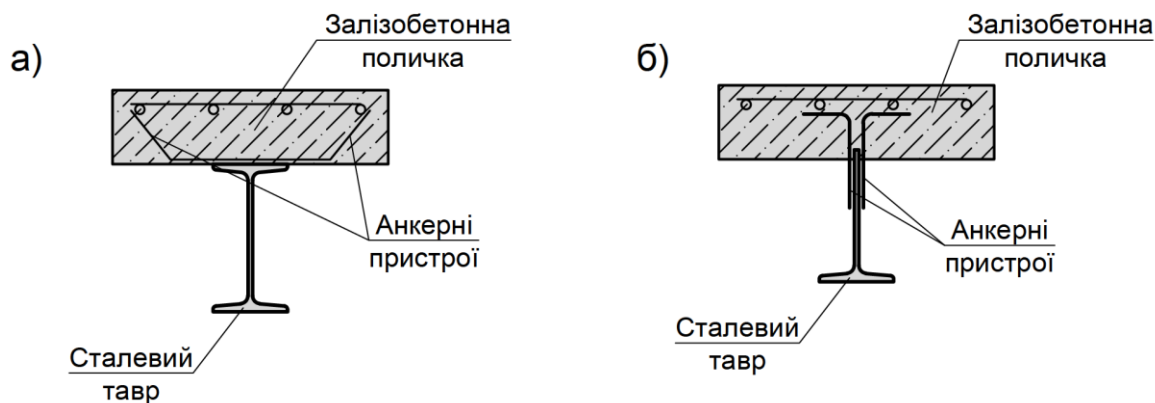 а)
Залізобетонна
поличка
Анкерні
пристрої
Сталевий
тавр
б)
Залізобетонна
поличка
Анкерні
пристрої
Сталевий
тавр